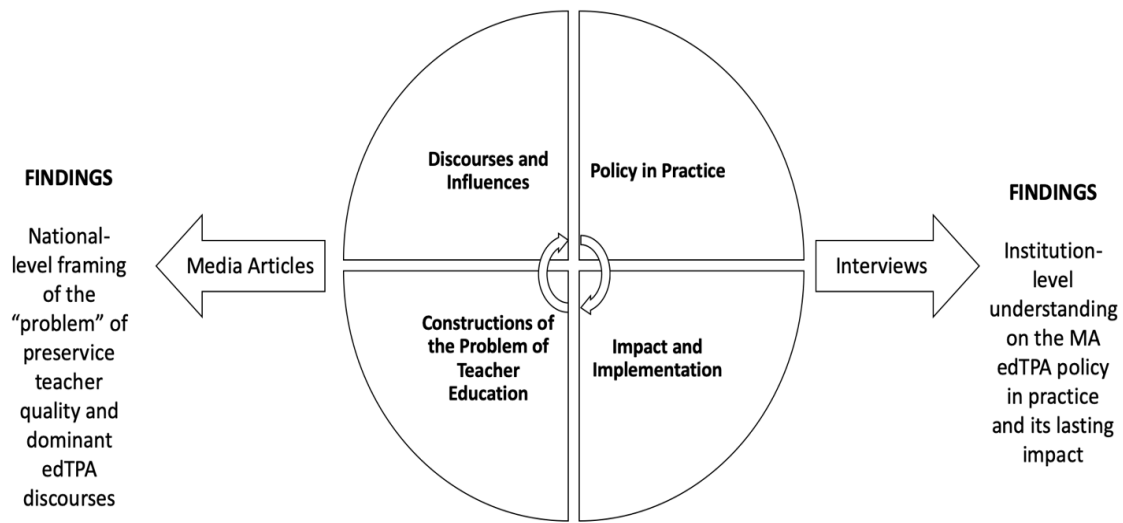 FINDINGS
National-
level framing
of the
“problem” of
preservice
teacher
quality and
dominant
edTPA
discourses
Media Articles
Discourses and
Influences
Policy in Practice
Constructions of
the Problem of
Teacher
Education
Impact and
Implementation
Interviews
FINDINGS
Institution-
level
understanding
on the MA
edTPA policy
in practice
and its lasting
impact